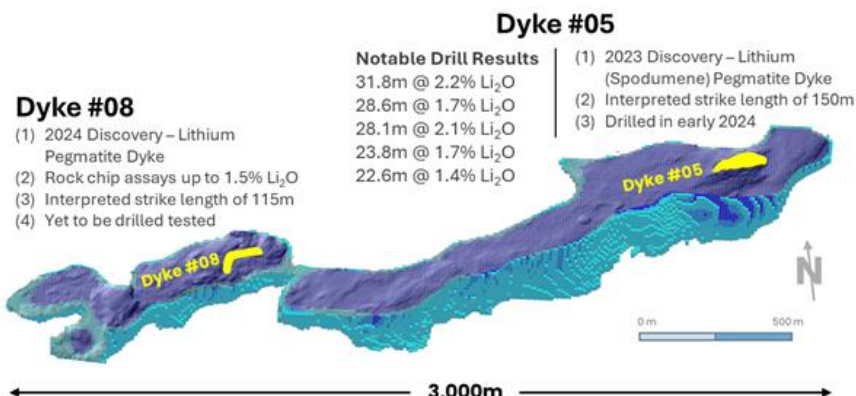 Dyke #05
Notable Drill Results
31.8m @ 2.2% Li₂O
28.6m @ 1.7% Li₂O
28.1m @ 2.1% Li₂O
23.8m @ 1.7% Li₂O
22.6m @ 1.4% Li₂O
(1) 2023 Discovery – Lithium
(Spodumene) Pegmatite Dyke
(2) Interpreted strike length of 150m
(3) Drilled in early 2024
Dyke #08
(1) 2024 Discovery – Lithium
Pegmatite Dyke
(2) Rock chip assays up to 1.5% Li₂O
(3) Interpreted strike length of 115m
(4) Yet to be drilled tested
Dyke #05
Dyke #08
N
0 m 500 m
3,000m